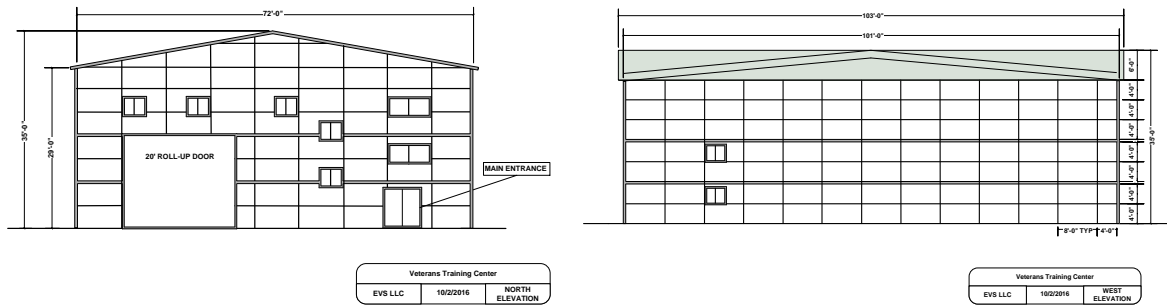 72'-0"
35'-0"
29'-0"
20' ROLL-UP DOOR
MAIN ENTRANCE
Veterans Training Center
EVS LLC 10/2/2016 NORTH
ELEVATION
103'-0"
101'-0"
6'-0"
4'-0"
4'-0"
4'-0"
4'-0"
4'-0"
4'-0"
4'-0"
35'-0"
8'-0" TYP 4'-0"
Veterans Training Center
EVS LLC 10/2/2016 WEST
ELEVATION